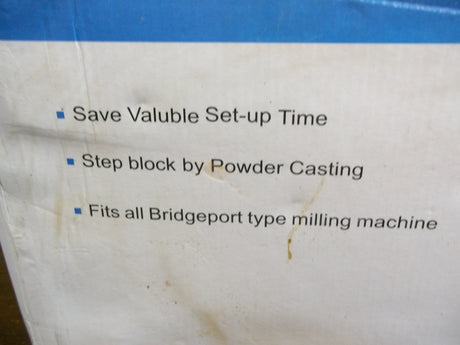 ▪ Save Valuble Set-up Time
▪ Step block by Powder Casting
▪ Fits all Bridgeport type milling machine